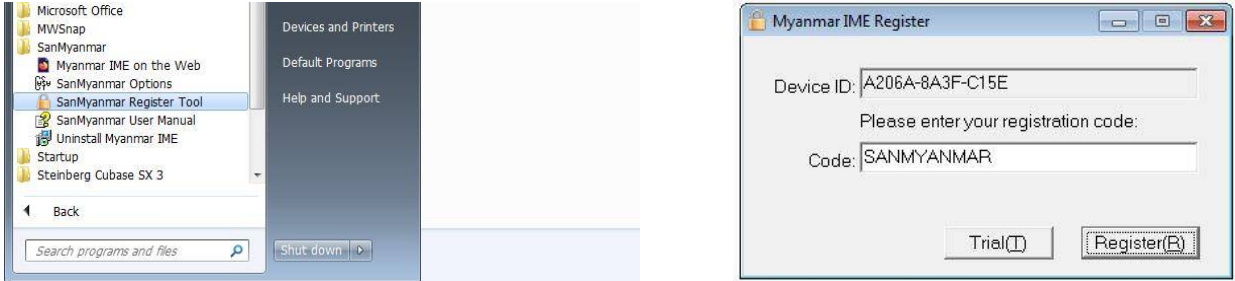 Microsoft Office
MWSnap
SanMyanmar
Myanmar IME on the Web
SanMyanmar Options
SanMyanmar Register Tool
SanMyanmar User Manual
Uninstall Myanmar IME
Startup
Steinberg Cubase SX 3
Back
Search programs and files
Devices and Printers
Default Programs
Help and Support
Shut down
Myanmar IME Register
Device ID: A206A-8A3F-C15E
Please enter your registration code:
Code: SANMYANMAR
Trial(T) Register(R)